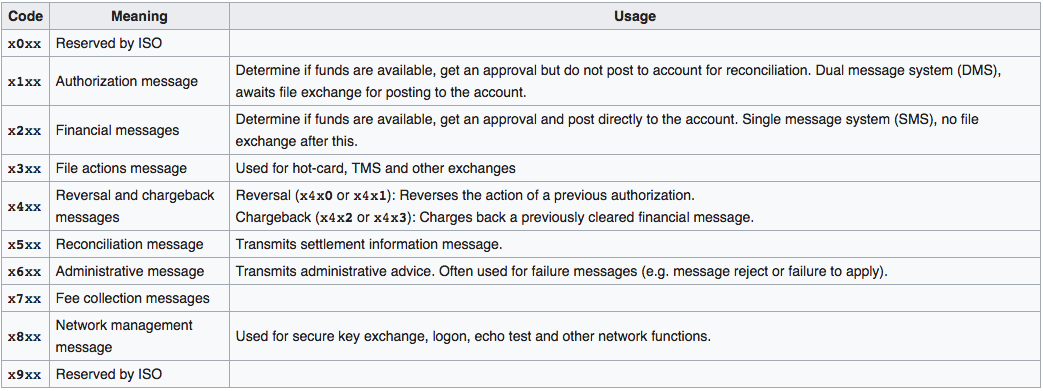 Code Meaning Usage
x0xx Reserved by ISO
x1xx Authorization message Determine if funds are available, get an approval but do not post to account for reconciliation. Dual message system (DMS),
awaits file exchange for posting to the account.
x2xx Financial messages Determine if funds are available, get an approval and post directly to the account. Single message system (SMS), no file
exchange after this.
x3xx File actions message Used for hot-card, TMS and other exchanges
x4xx Reversal and chargeback
messages Reversal (x4x0 or x4x1): Reverses the action of a previous authorization.
Chargeback (x4x2 or x4x3): Charges back a previously cleared financial message.
x5xx Reconciliation message Transmits settlement information message.
x6xx Administrative message Transmits administrative advice. Often used for failure messages (e.g. message reject or failure to apply).
x7xx Fee collection messages
x8xx Network management
message Used for secure key exchange, logon, echo test and other network functions.
x9xx Reserved by ISO